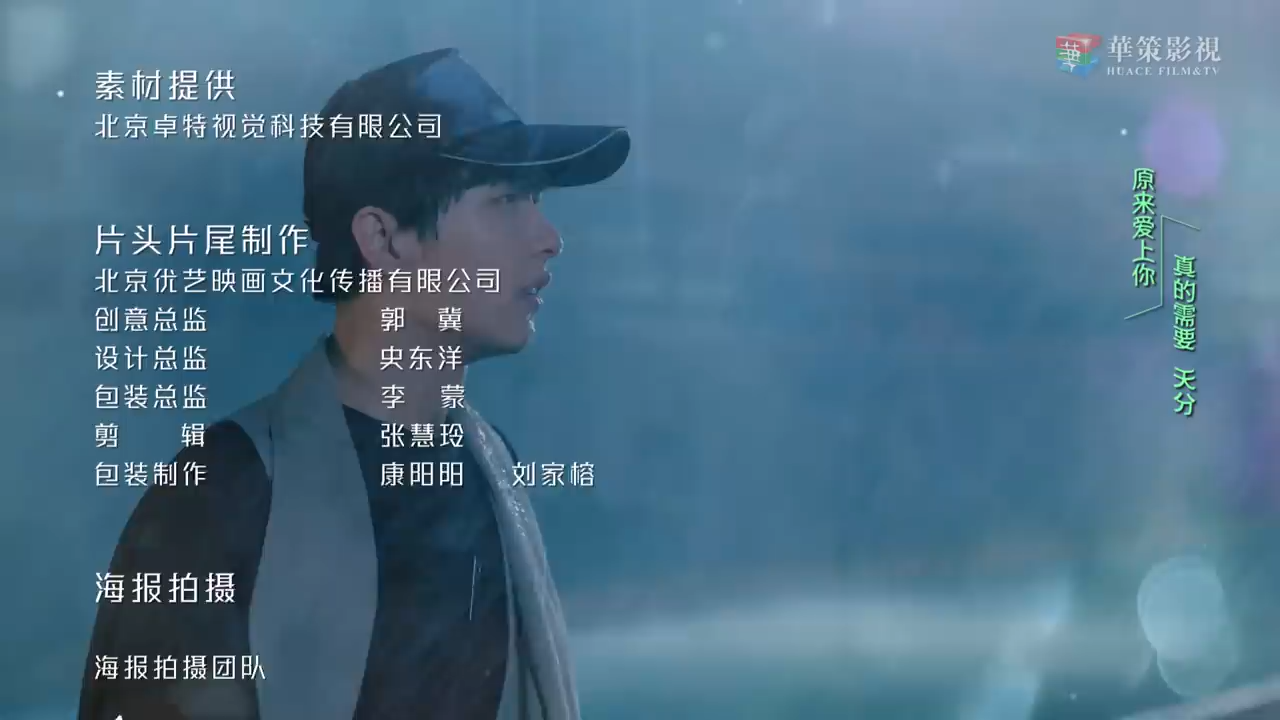 素材提供
北京卓特视觉科技有限公司
片头片尾制作
北京优艺映画文化传播有限公司
创意总监 郭 冀
设计总监 史东洋
包装总监 李 蒙
剪 辑 张慧玲
包装制作 康阳阳 刘家榕
海报拍摄
海报拍摄团队
華策影視
HUACE FILM&TV
原来爱上你
真的需要 天分